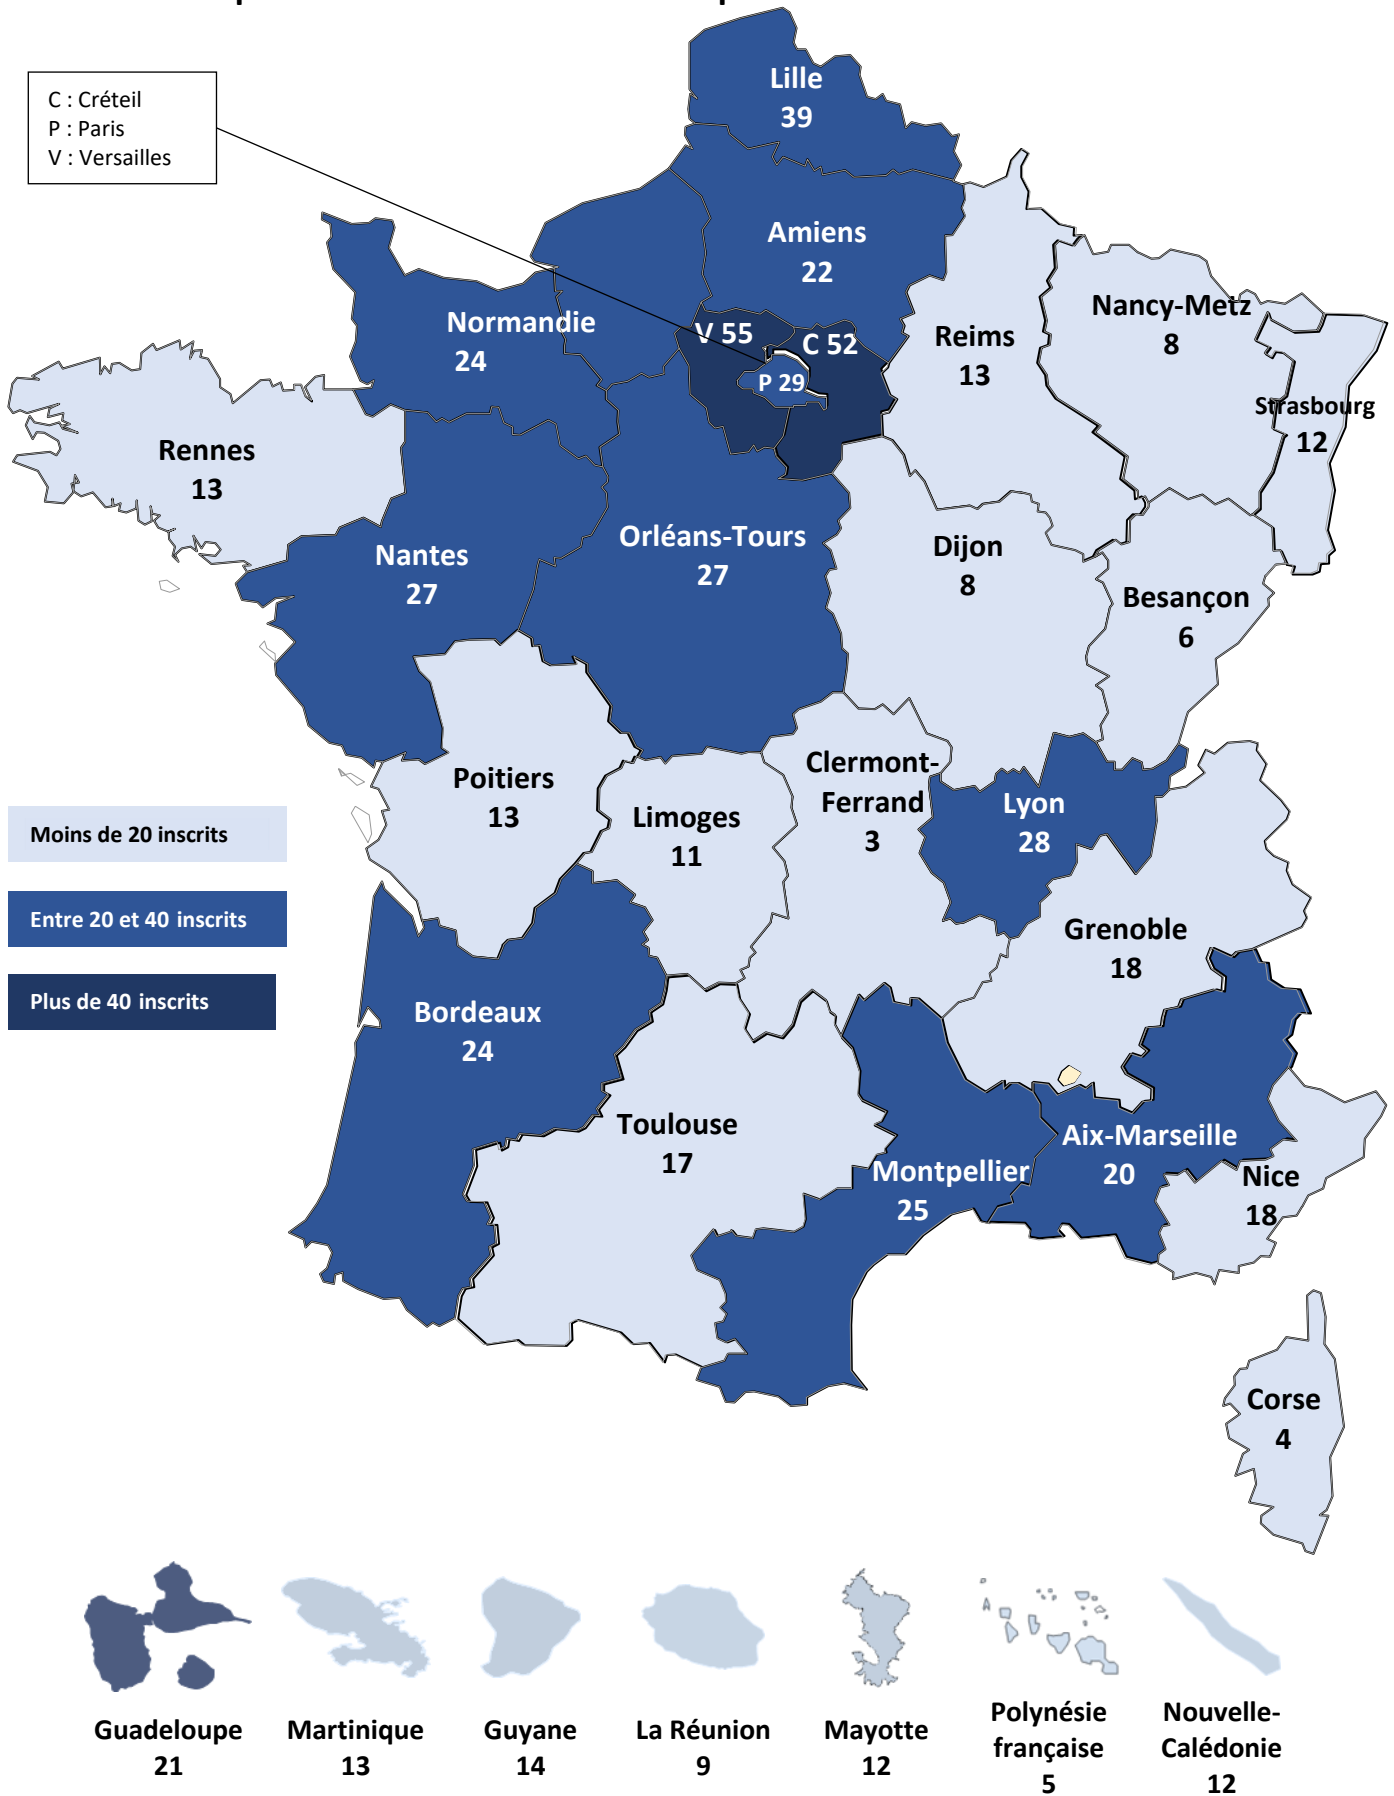 C : Créteil
P : Paris
V : Versailles
Lille
39
Amiens
22
Normandie
24
V 55
C 52
P 29
Reims
13
Nancy-Metz
8
Strasbourg
12
Rennes
13
Nantes
27
Orléans-Tours
27
Dijon
8
Besançon
6
Poitiers
13
Limoges
11
Clermont-
Ferrand
3
Lyon
28
Grenoble
18
Moins de 20 inscrits
Entre 20 et 40 inscrits
Plus de 40 inscrits
Bordeaux
24
Toulouse
17
Montpellier
25
Aix-Marseille
20
Nice
18
Corse
4
Guadeloupe
21
Martinique
13
Guyane
14
La Réunion
9
Mayotte
12
Polynésie
française
5
Nouvelle-
Calédonie
12